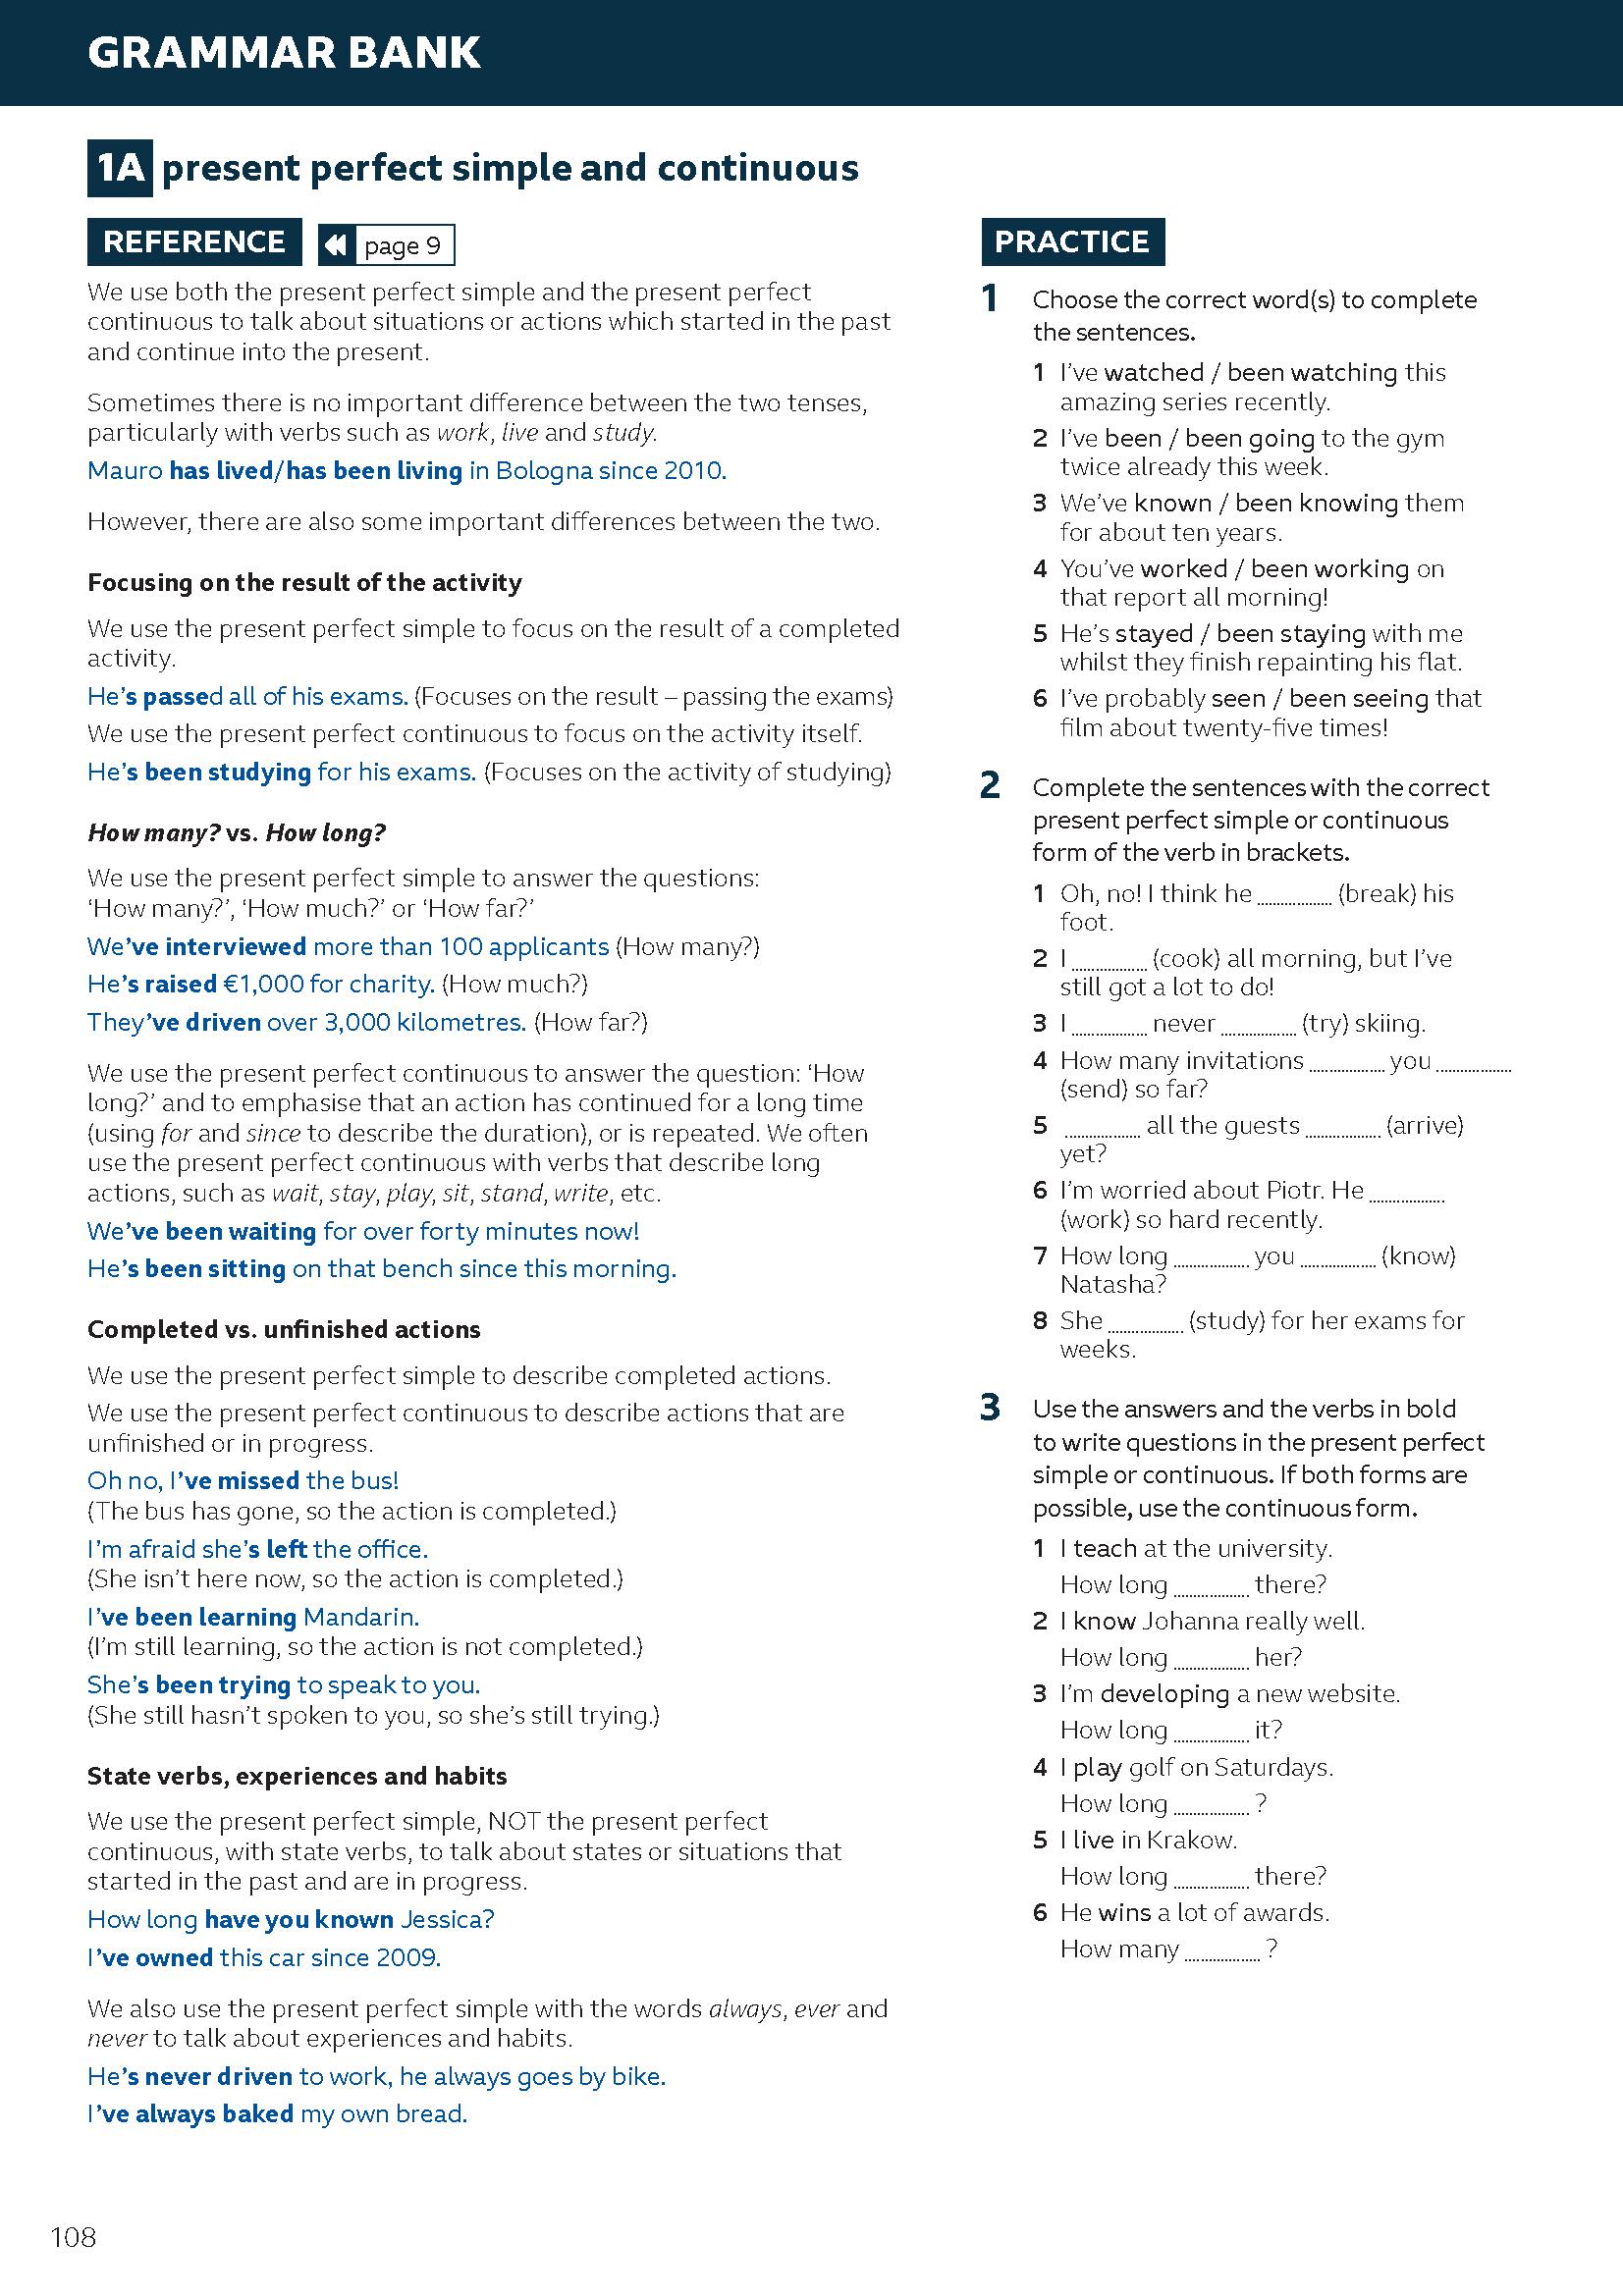 GRAMMAR BANK
1A present perfect simple and continuous
REFERENCE page 9
We use both the present perfect simple and the present perfect
continuous to talk about situations or actions which started in the past
and continue into the present.
Sometimes there is no important difference between the two tenses,
particularly with verbs such as work, live and study.
Mauro has lived/has been living in Bologna since 2010.
However, there are also some important differences between the two.
Focusing on the result of the activity
We use the present perfect simple to focus on the result of a completed
activity.
He's passed all of his exams. (Focuses on the result – passing the exams)
We use the present perfect continuous to focus on the activity itself.
He's been studying for his exams. (Focuses on the activity of studying)
How many? vs. How long?
We use the present perfect simple to answer the questions:
‘How many?’, ‘How much?’ or ‘How far?’
We've interviewed more than 100 applicants (How many?)
He's raised €1,000 for charity. (How much?)
They've driven over 3,000 kilometres. (How far?)
We use the present perfect continuous to answer the question: ‘How
long?’ and to emphasise that an action has continued for a long time
(using for and since to describe the duration), or is repeated. We often
use the present perfect continuous with verbs that describe long
actions, such as wait, stay, play, sit, stand, write, etc.
We've been waiting for over forty minutes now!
He's been sitting on that bench since this morning.
Completed vs. unfinished actions
We use the present perfect simple to describe completed actions.
We use the present perfect continuous to describe actions that are
unfinished or in progress.
Oh no, I've missed the bus!
(The bus has gone, so the action is completed.)
I'm afraid she's left the office.
(She isn't here now, so the action is completed.)
I've been learning Mandarin.
(I'm still learning, so the action is not completed.)
She's been trying to speak to you.
(She still hasn't spoken to you, so she's still trying.)
State verbs, experiences and habits
We use the present perfect simple, NOT the present perfect
continuous, with state verbs, to talk about states or situations that
started in the past and are in progress.
How long have you known Jessica?
I've owned this car since 2009.
We also use the present perfect simple with the words always, ever and
never to talk about experiences and habits.
He's never driven to work, he always goes by bike.
I've always baked my own bread.
PRACTICE
1 Choose the correct word(s) to complete
the sentences.
1 I've watched / been watching this
amazing series recently.
2 I've been / been going to the gym
twice already this week.
3 We've known / been knowing them
for about ten years.
4 You've worked / been working on
that report all morning!
5 He's stayed / been staying with me
whilst they finish repainting his flat.
6 I've probably seen / been seeing that
film about twenty-five times!
2 Complete the sentences with the correct
present perfect simple or continuous
form of the verb in brackets.
1 Oh, no! I think he ........ (break) his
foot.
2 I ........ (cook) all morning, but I've
still got a lot to do!
3 I ........ never ........ (try) skiing.
4 How many invitations ........ you ........
(send) so far?
5 ........ all the guests ........ (arrive)
yet?
6 I'm worried about Piotr. He ........
(work) so hard recently.
7 How long ........ you ........ (know)
Natasha?
8 She ........ (study) for her exams for
weeks.
3 Use the answers and the verbs in bold
to write questions in the present perfect
simple or continuous. If both forms are
possible, use the continuous form.
1 I teach at the university.
How long ........ there?
2 I know Johanna really well.
How long ........ her?
3 I'm developing a new website.
How long ........ it?
4 I play golf on Saturdays.
How long ........ ?
5 I live in Krakow.
How long ........ there?
6 He wins a lot of awards.
How many ........ ?
108